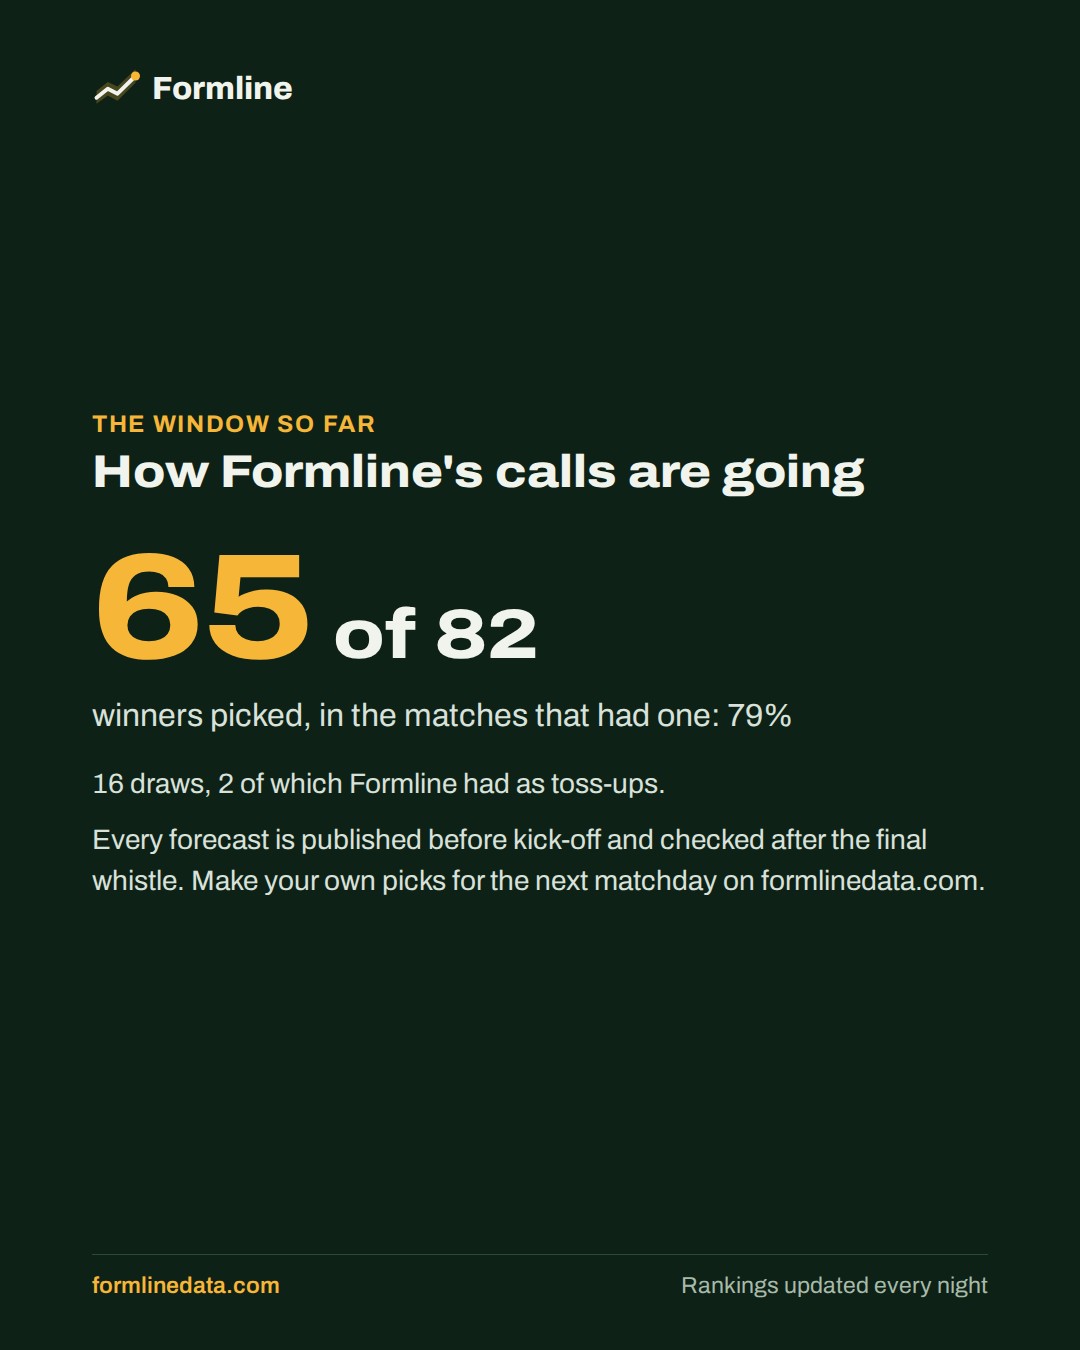 Formline
THE WINDOW SO FAR
How Formline's calls are going
65 of 82
winners picked, in the matches that had one: 79%
16 draws, 2 of which Formline had as toss-ups.
Every forecast is published before kick-off and checked after the final
whistle. Make your own picks for the next matchday on formlinedata.com.
formlinedata.com
Rankings updated every night